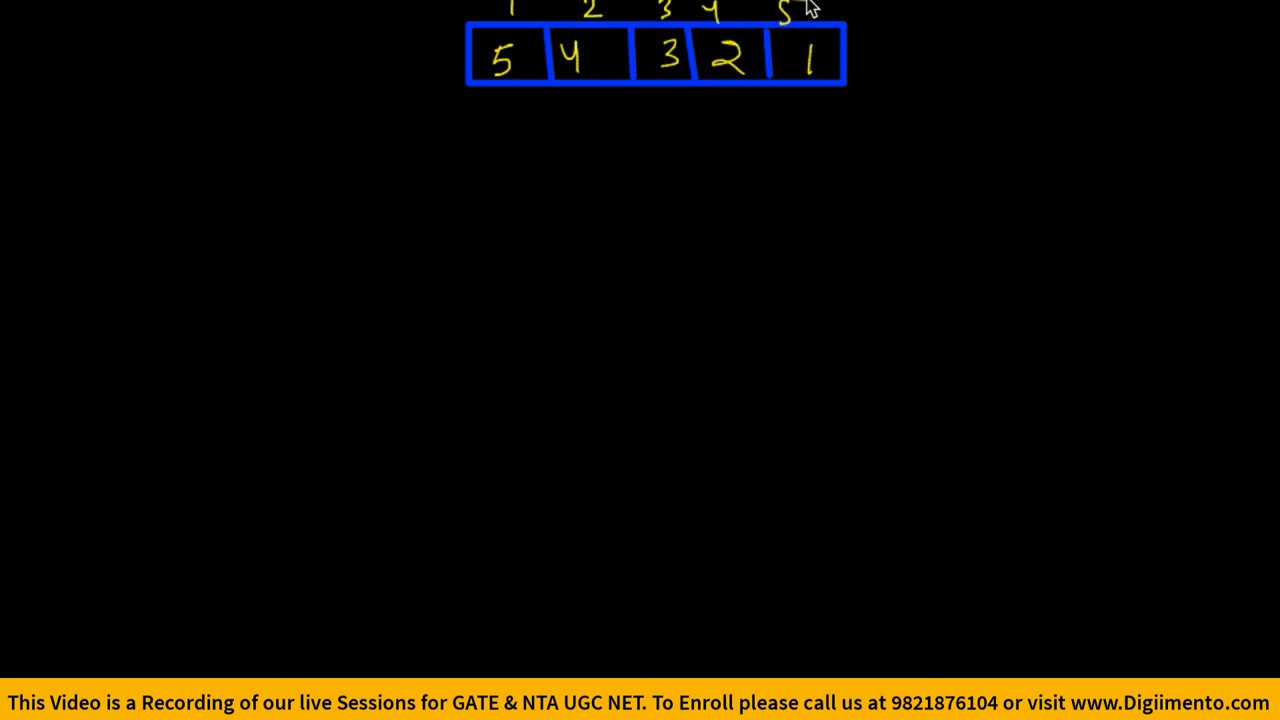 1 2 3 4 5
5 4 3 2 1
This Video is a Recording of our live Sessions for GATE & NTA UGC NET. To Enroll please call us at 9821876104 or visit www.Digiimento.com